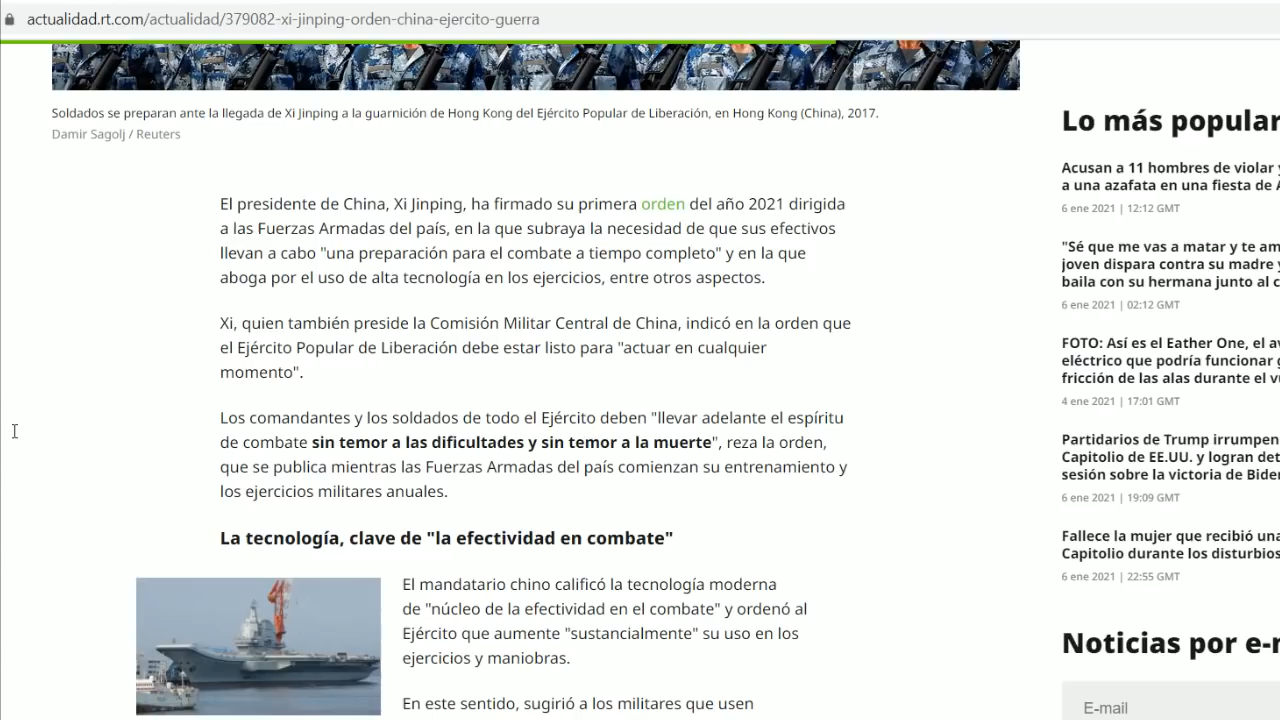 actualidad.rt.com/actualidad/379082-xi-jinping-orden-china-ejercito-guerra
Soldados se preparan ante la llegada de Xi Jinping a la guarnición de Hong Kong del Ejército Popular de Liberación, en Hong Kong (China), 2017.
Damir Sagolj / Reuters
El presidente de China, Xi Jinping, ha firmado su primera orden del año 2021 dirigida
a las Fuerzas Armadas del país, en la que subraya la necesidad de que sus efectivos
llevan a cabo "una preparación para el combate a tiempo completo" y en la que
aboga por el uso de alta tecnología en los ejercicios, entre otros aspectos.
Xi, quien también preside la Comisión Militar Central de China, indicó en la orden que
el Ejército Popular de Liberación debe estar listo para "actuar en cualquier
momento".
Los comandantes y los soldados de todo el Ejército deben "llevar adelante el espíritu
de combate sin temor a las dificultades y sin temor a la muerte", reza la orden,
que se publica mientras las Fuerzas Armadas del país comienzan su entrenamiento y
los ejercicios militares anuales.
La tecnología, clave de "la efectividad en combate"
El mandatario chino calificó la tecnología moderna
de "núcleo de la efectividad en el combate" y ordenó al
Ejército que aumente "sustancialmente" su uso en los
ejercicios y maniobras.
En este sentido, sugirió a los militares que usen
Lo más popular
Acusan a 11 hombres de violar y
a una azafata en una fiesta de A
6 ene 2021 | 12:12 GMT
"Sé que me vas a matar y te am
joven dispara contra su madre y
baila con su hermana junto al c
6 ene 2021 | 02:12 GMT
FOTO: Así es el Eather One, el av
eléctrico que podría funcionar g
fricción de las alas durante el v
4 ene 2021 | 17:01 GMT
Partidarios de Trump irrumpen
Capitolio de EE.UU. y logran det
sesión sobre la victoria de Bide
6 ene 2021 | 19:09 GMT
Fallece la mujer que recibió una
Capitolio durante los disturbios
6 ene 2021 | 22:55 GMT
Noticias por e-
E-mail